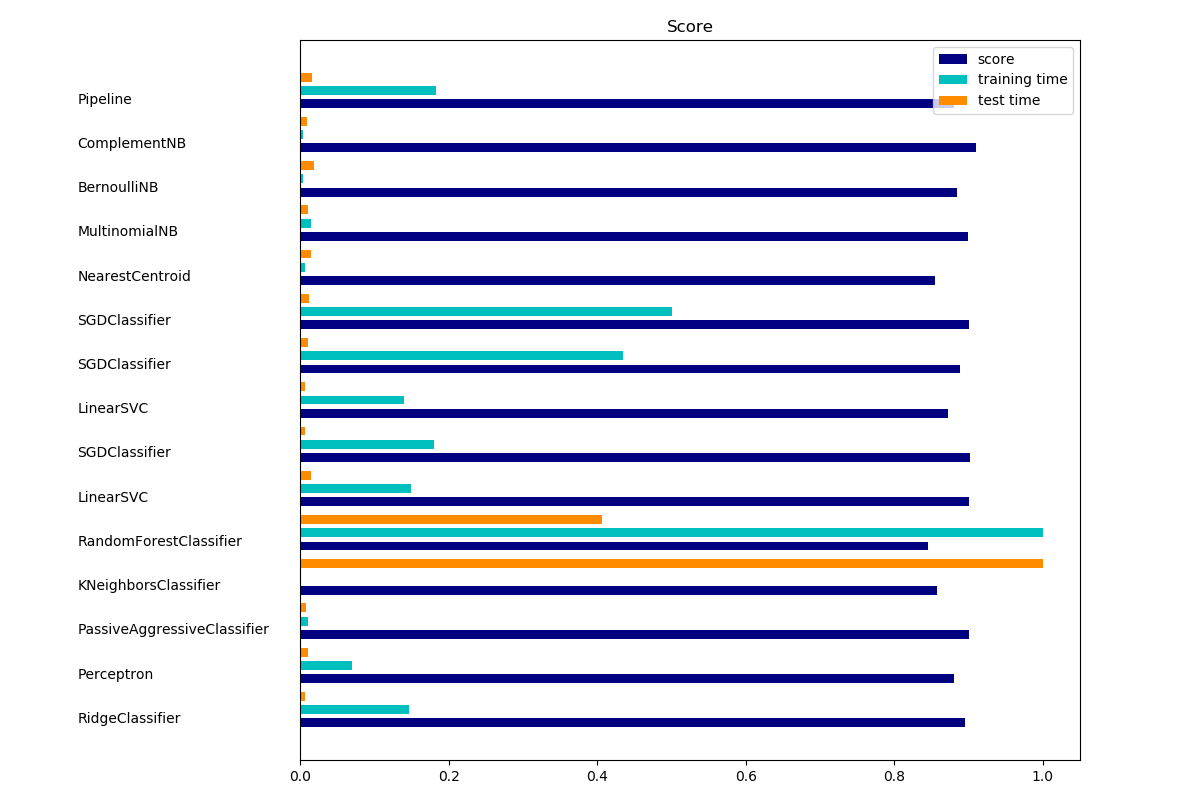 Score
score
training time
test time
Pipeline
ComplementNB
BernoulliNB
MultinomialNB
NearestCentroid
SGDClassifier
SGDClassifier
LinearSVC
SGDClassifier
LinearSVC
RandomForestClassifier
KNeighborsClassifier
PassiveAggressiveClassifier
Perceptron
RidgeClassifier
0.0 0.2 0.4 0.6 0.8 1.0